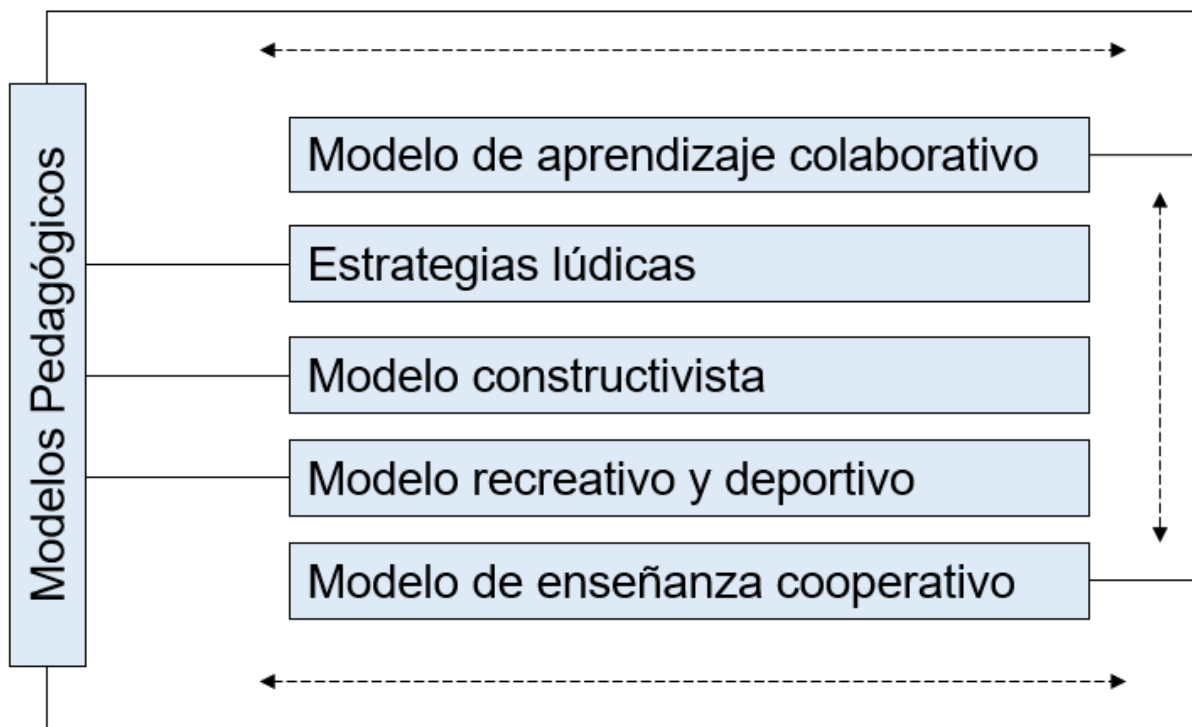 Modelos Pedagógicos
Modelo de aprendizaje colaborativo
Estrategias lúdicas
Modelo constructivista
Modelo recreativo y deportivo
Modelo de enseñanza cooperativo